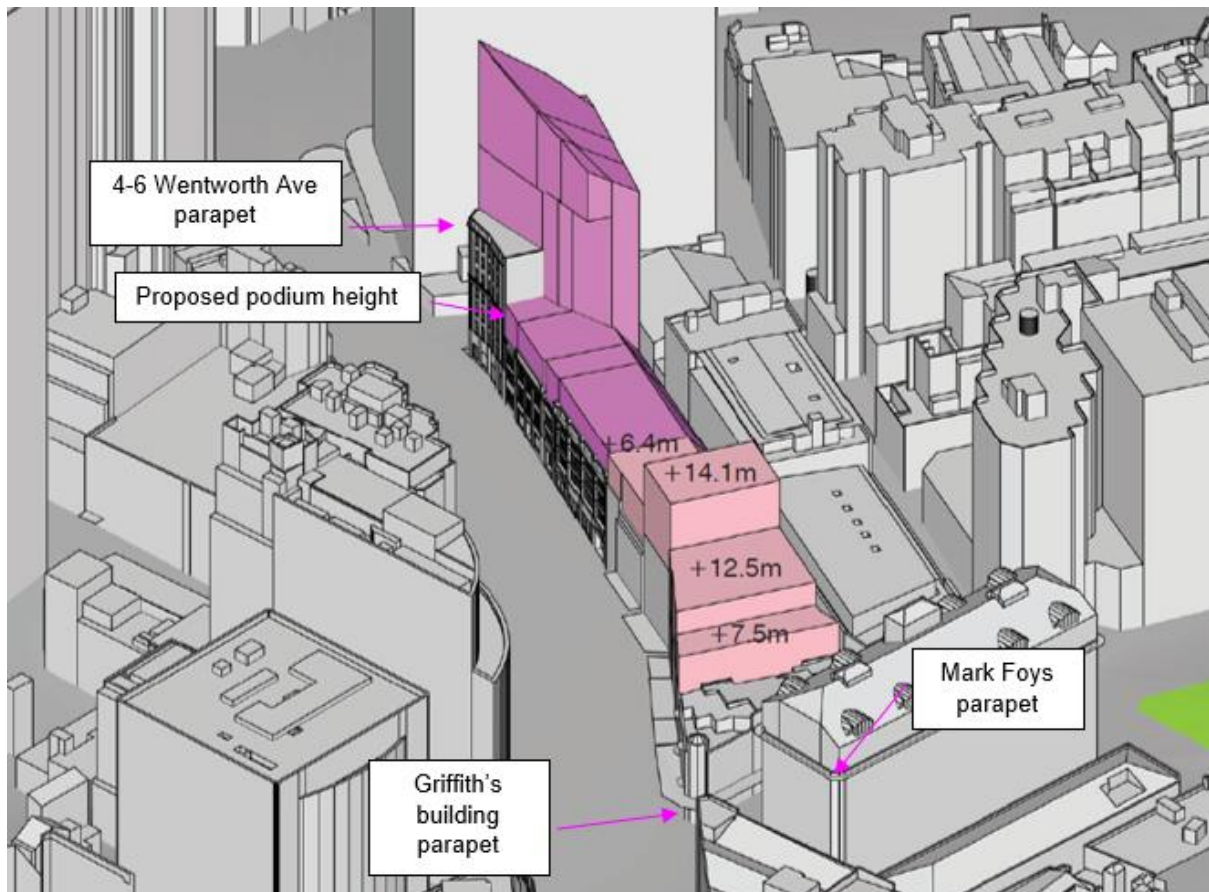 4-6 Wentworth Ave
parapet
Proposed podium height
+6.4m
+14.1m
+12.5m
+7.5m
Mark Foys
parapet
Griffith's
building
parapet